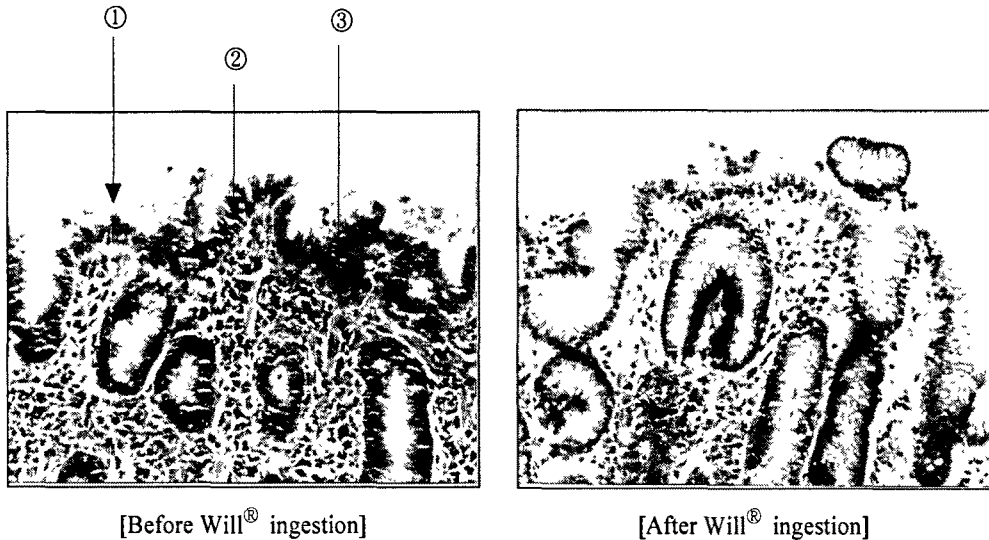 ①
②
③
[Before Will® ingestion]
[After Will® ingestion]